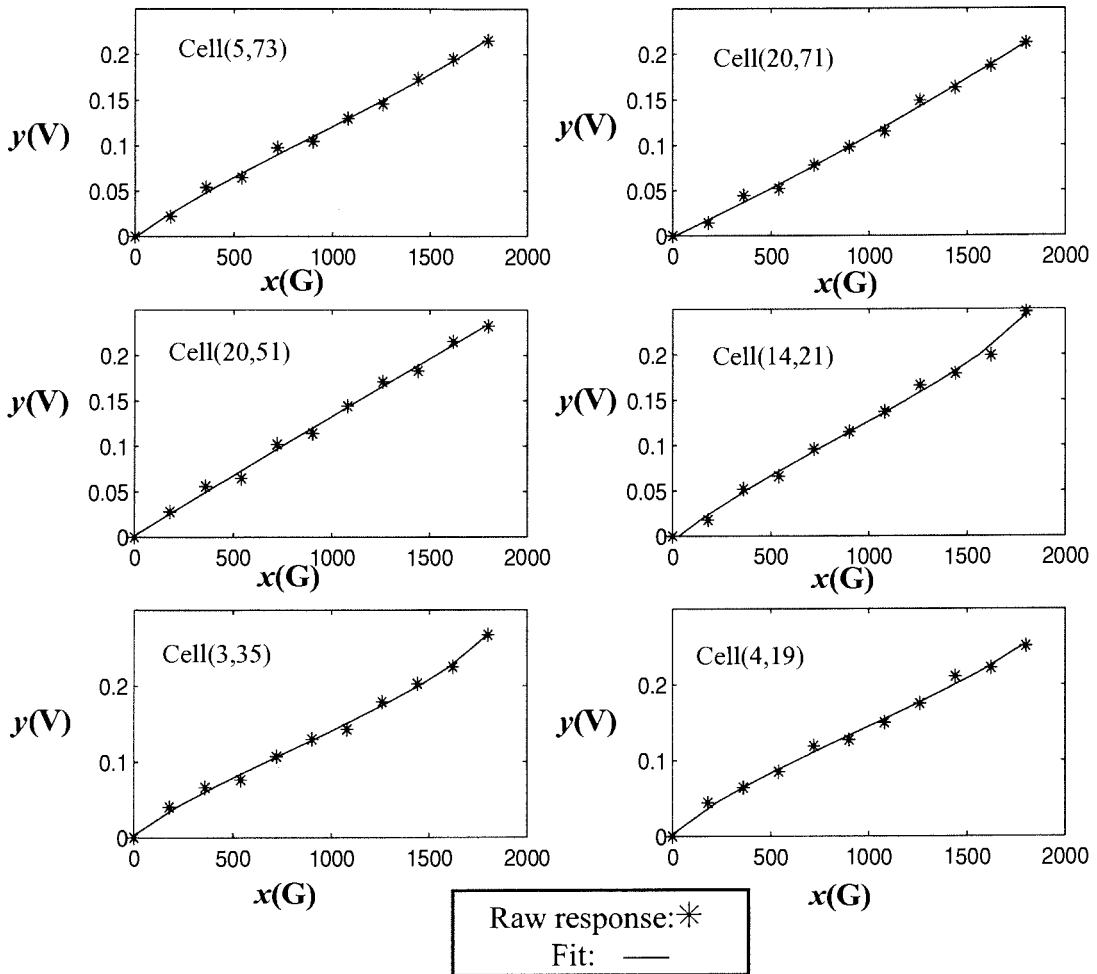 Cell(5,73)
y(V)
0.2
0.15
0.1
0.05
0
0 500 1000 1500 2000
x(G)
Cell(20,71)
y(V)
0.2
0.15
0.1
0.05
0
0 500 1000 1500 2000
x(G)
Cell(20,51)
y(V)
0.2
0.15
0.1
0.05
0
0 500 1000 1500 2000
x(G)
Cell(14,21)
y(V)
0.2
0.15
0.1
0.05
0
0 500 1000 1500 2000
x(G)
Cell(3,35)
y(V)
0.2
0.1
0
0 500 1000 1500 2000
x(G)
Cell(4,19)
y(V)
0.2
0.1
0
0 500 1000 1500 2000
x(G)
Raw response:
Fit: